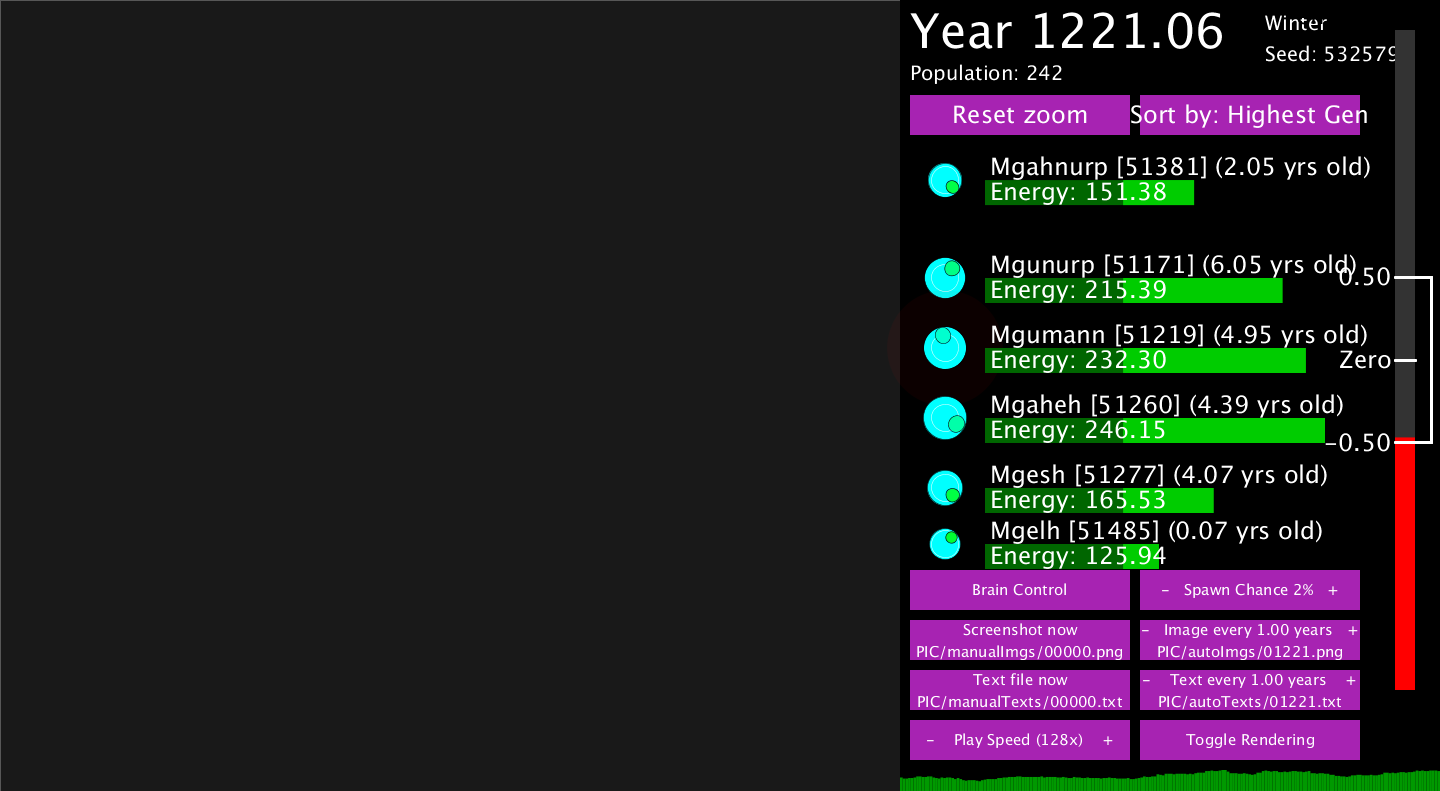 Year 1221.06
Winter
Seed: 532579
Population: 242
Reset zoom
Sort by: Highest Gen
Mgahnurp [51381] (2.05 yrs old)
Energy: 151.38
Mgunurp [51171] (6.05 yrs old)
Energy: 215.39
0.50
Mgumann [51219] (4.95 yrs old)
Energy: 232.30
Zero
Mgaheh [51260] (4.39 yrs old)
Energy: 246.15
-0.50
Mgesh [51277] (4.07 yrs old)
Energy: 165.53
Mgelh [51485] (0.07 yrs old)
Energy: 125.94
Brain Control
- Spawn Chance 2% +
Screenshot now
PIC/manualImgs/00000.png
- Image every 1.00 years +
PIC/autoImgs/01221.png
Text file now
PIC/manualTexts/00000.txt
- Text every 1.00 years +
PIC/autoTexts/01221.txt
- Play Speed (128x) +
Toggle Rendering